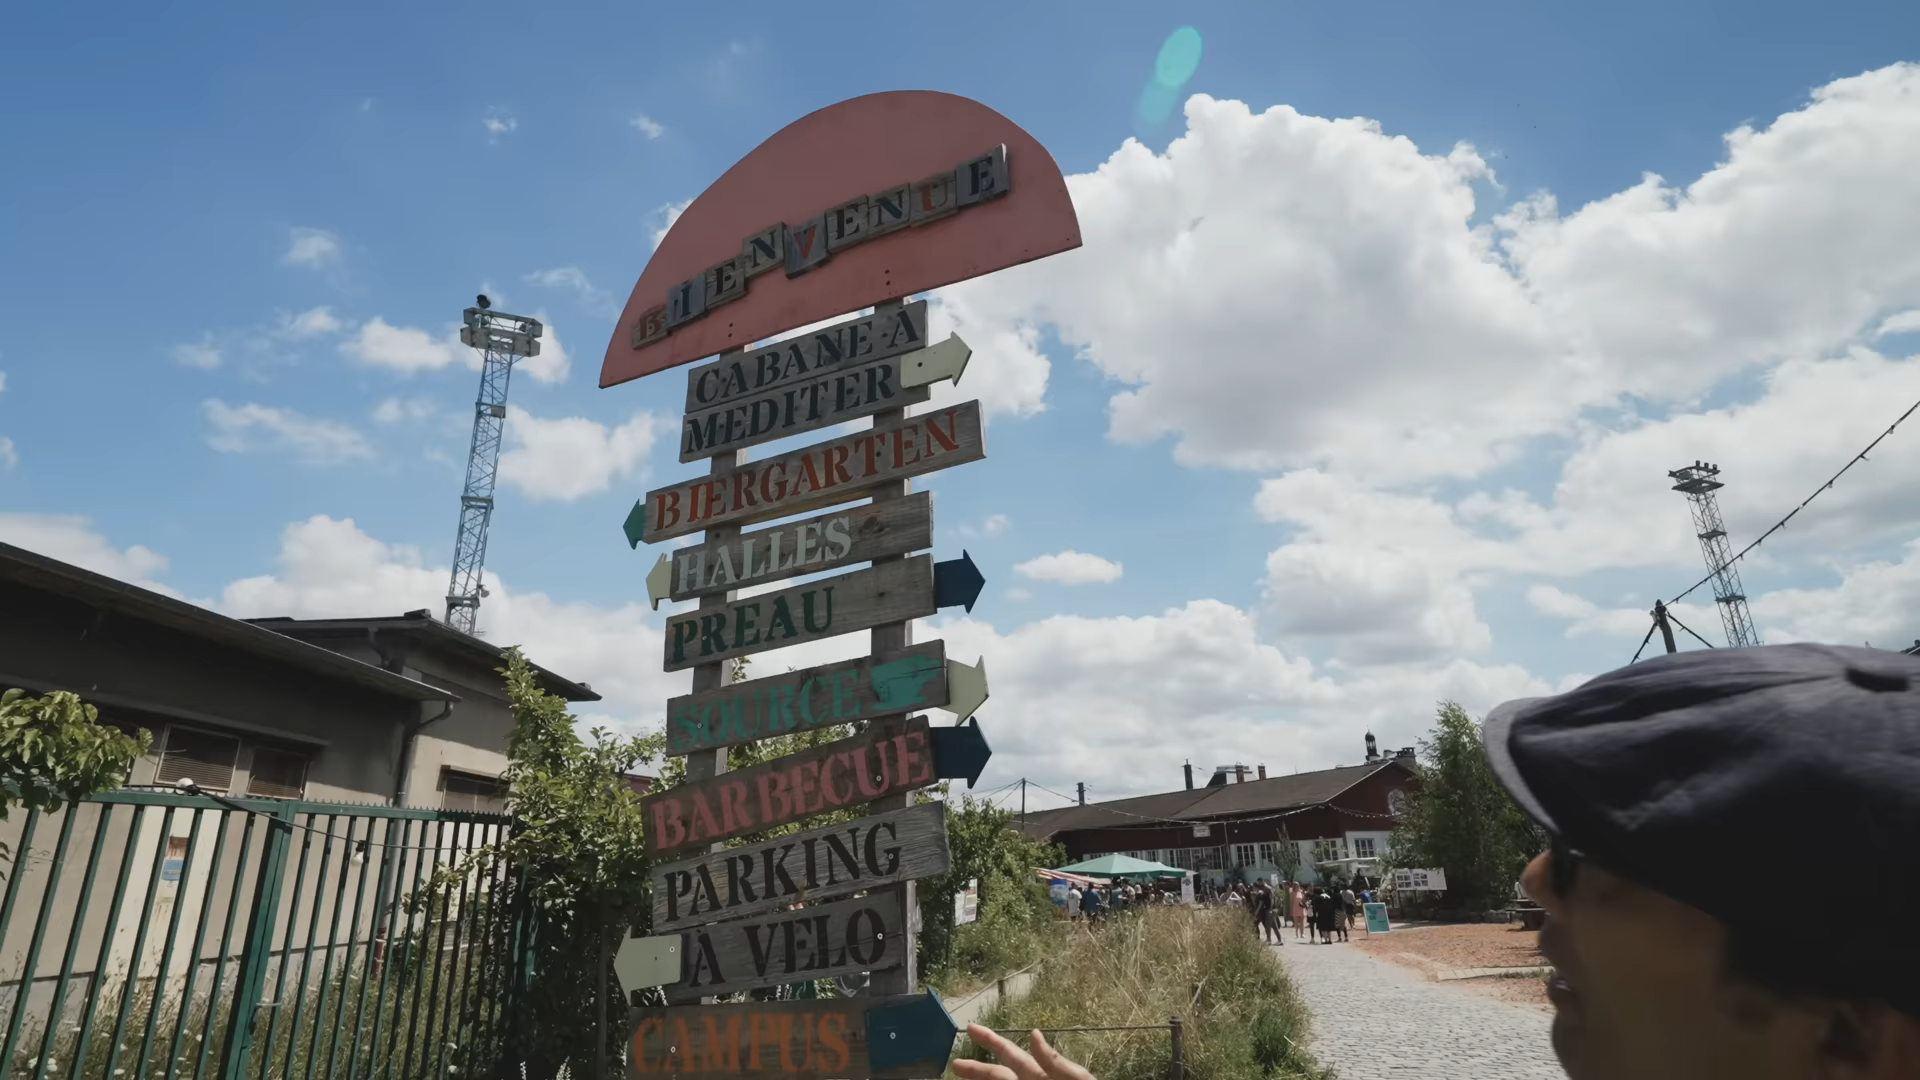 BIENVENUE
CABANE À
MEDITER
BIERGARTEN
HALLES
PREAU
SOURCE
BARBECUE
PARKING
À VELO
CAMPUS